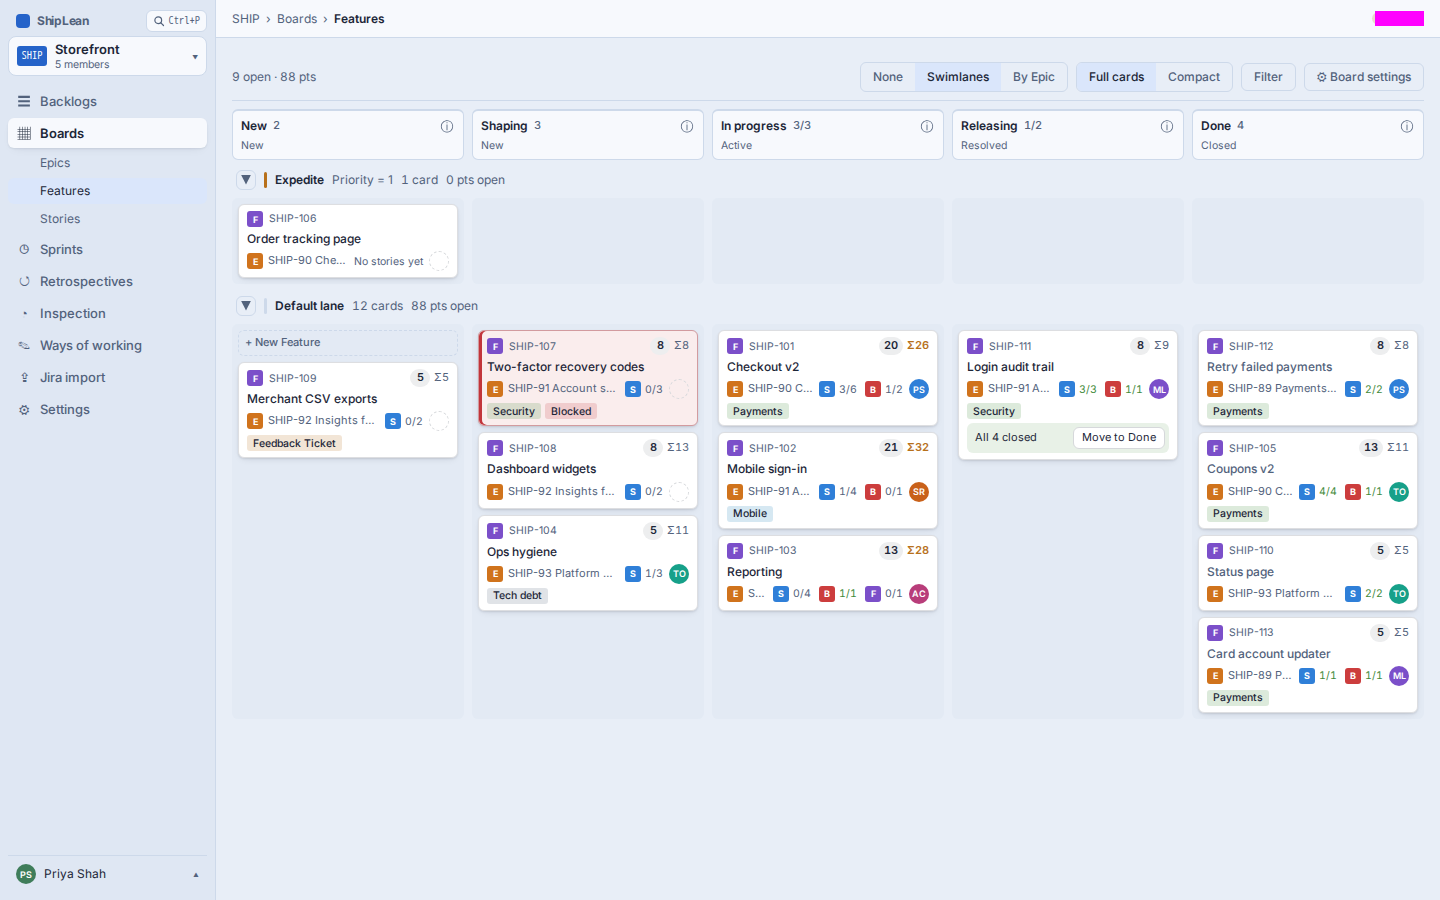 ShipLean
Ctrl+P
SHIP
Storefront
5 members
Backlogs
Boards
Epics
Features
Stories
Sprints
Retrospectives
Inspection
Ways of working
Jira import
Settings
PS Priya Shah
SHIP › Boards › Features
9 open · 88 pts
None Swimlanes By Epic
Full cards Compact
Filter
Board settings
New 2
New
Shaping 3
New
In progress 3/3
Active
Releasing 1/2
Resolved
Done 4
Closed
Expedite Priority = 1 1 card 0 pts open
F SHIP-106
Order tracking page
E SHIP-90 Che... No stories yet
Default lane 12 cards 88 pts open
+ New Feature
F SHIP-109 5 Σ5
Merchant CSV exports
E SHIP-92 Insights f... S 0/2
Feedback Ticket
F SHIP-107 8 Σ8
Two-factor recovery codes
E SHIP-91 Account s... S 0/3
Security Blocked
F SHIP-108 8 Σ13
Dashboard widgets
E SHIP-92 Insights f... S 0/2
F SHIP-104 5 Σ11
Ops hygiene
E SHIP-93 Platform ... S 1/3 TO
Tech debt
F SHIP-101 20 Σ26
Checkout v2
E SHIP-90 C... S 3/6 B 1/2 PS
Payments
F SHIP-102 21 Σ32
Mobile sign-in
E SHIP-91 A... S 1/4 B 0/1 SR
Mobile
F SHIP-103 13 Σ28
Reporting
E S... S 0/4 B 1/1 F 0/1 AC
F SHIP-111 8 Σ9
Login audit trail
E SHIP-91 A... S 3/3 B 1/1 ML
Security
All 4 closed Move to Done
F SHIP-112 8 Σ8
Retry failed payments
E SHIP-89 Payments... S 2/2 PS
Payments
F SHIP-105 13 Σ11
Coupons v2
E SHIP-90 C... S 4/4 B 1/1 TO
Payments
F SHIP-110 5 Σ5
Status page
E SHIP-93 Platform ... S 2/2 TO
F SHIP-113 5 Σ5
Card account updater
E SHIP-89 P... S 1/1 B 1/1 ML
Payments